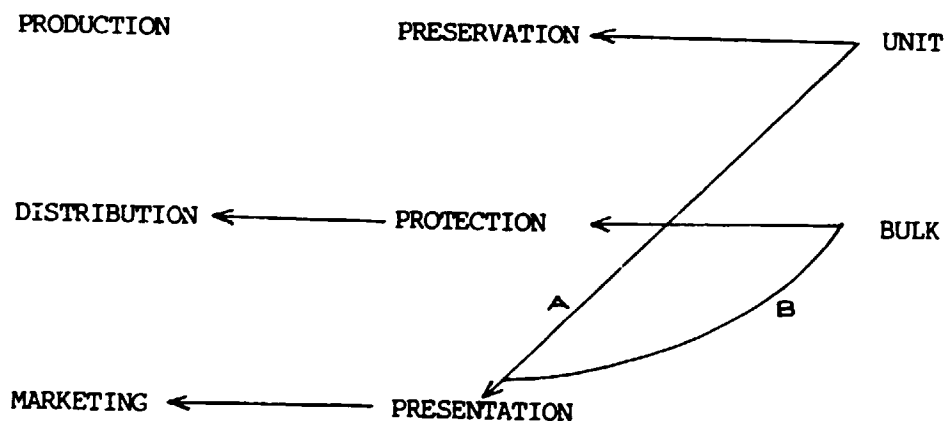 PRODUCTION PRESERVATION UNIT
DISTRIBUTION PROTECTION BULK
A
B
MARKETING PRESENTATION